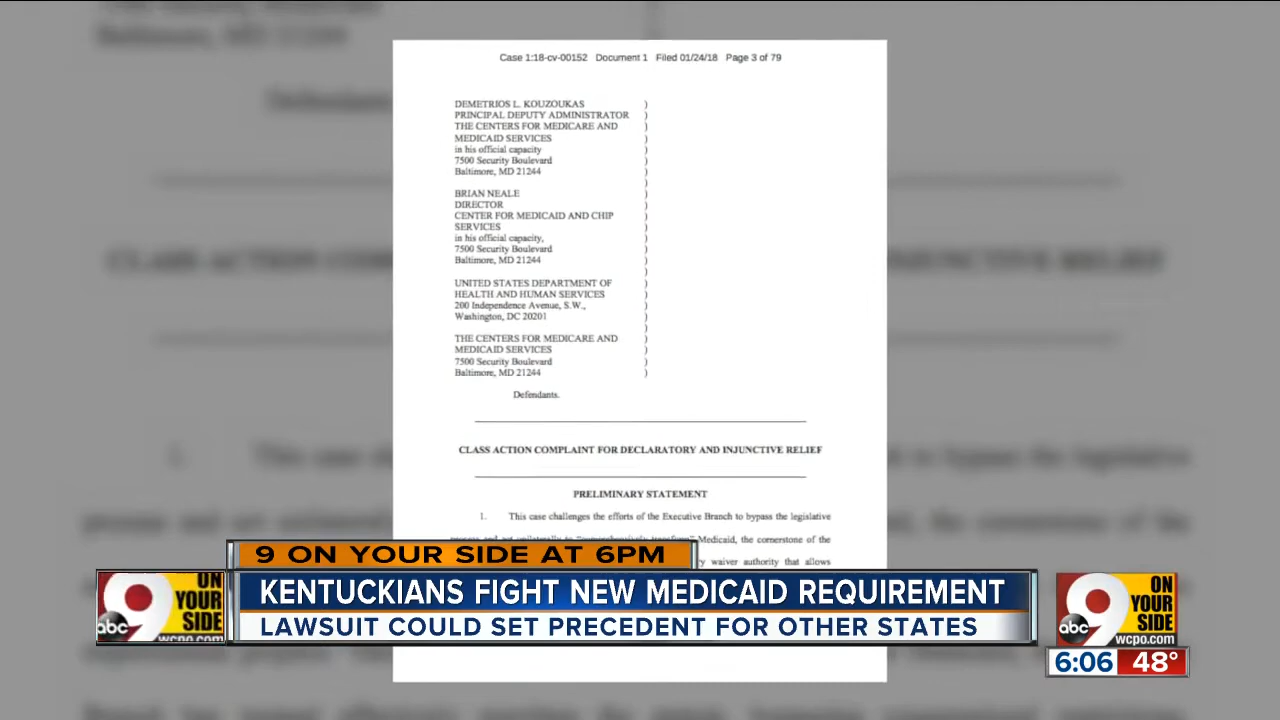 Case 1:18-cv-00152 Document 1 Filed 01/24/18 Page 3 of 79
DEMETRIOS L. KOUZOUKAS )
PRINCIPAL DEPUTY ADMINISTRATOR )
THE CENTERS FOR MEDICARE AND )
MEDICAID SERVICES )
in his official capacity )
7500 Security Boulevard )
Baltimore, MD 21244 )
)
BRIAN NEALE )
DIRECTOR )
CENTER FOR MEDICAID AND CHIP )
SERVICES )
in his official capacity, )
7500 Security Boulevard )
Baltimore, MD 21244 )
)
UNITED STATES DEPARTMENT OF )
HEALTH AND HUMAN SERVICES )
200 Independence Avenue, S.W., )
Washington, DC 20201 )
)
THE CENTERS FOR MEDICARE AND )
MEDICAID SERVICES )
7500 Security Boulevard )
Baltimore, MD 21244 )
Defendants.
CLASS ACTION COMPLAINT FOR DECLARATORY AND INJUNCTIVE RELIEF
PRELIMINARY STATEMENT
1. This case challenges the efforts of the Executive Branch to bypass the legislative
Medicaid, the cornerstone of the
waiver authority that allows
9 ON YOUR SIDE AT 6PM
KENTUCKIANS FIGHT NEW MEDICAID REQUIREMENT
LAWSUIT COULD SET PRECEDENT FOR OTHER STATES
abc 9 ON YOUR SIDE wcpo.com
abc 9 ON YOUR SIDE wcpo.com
6:06 48°